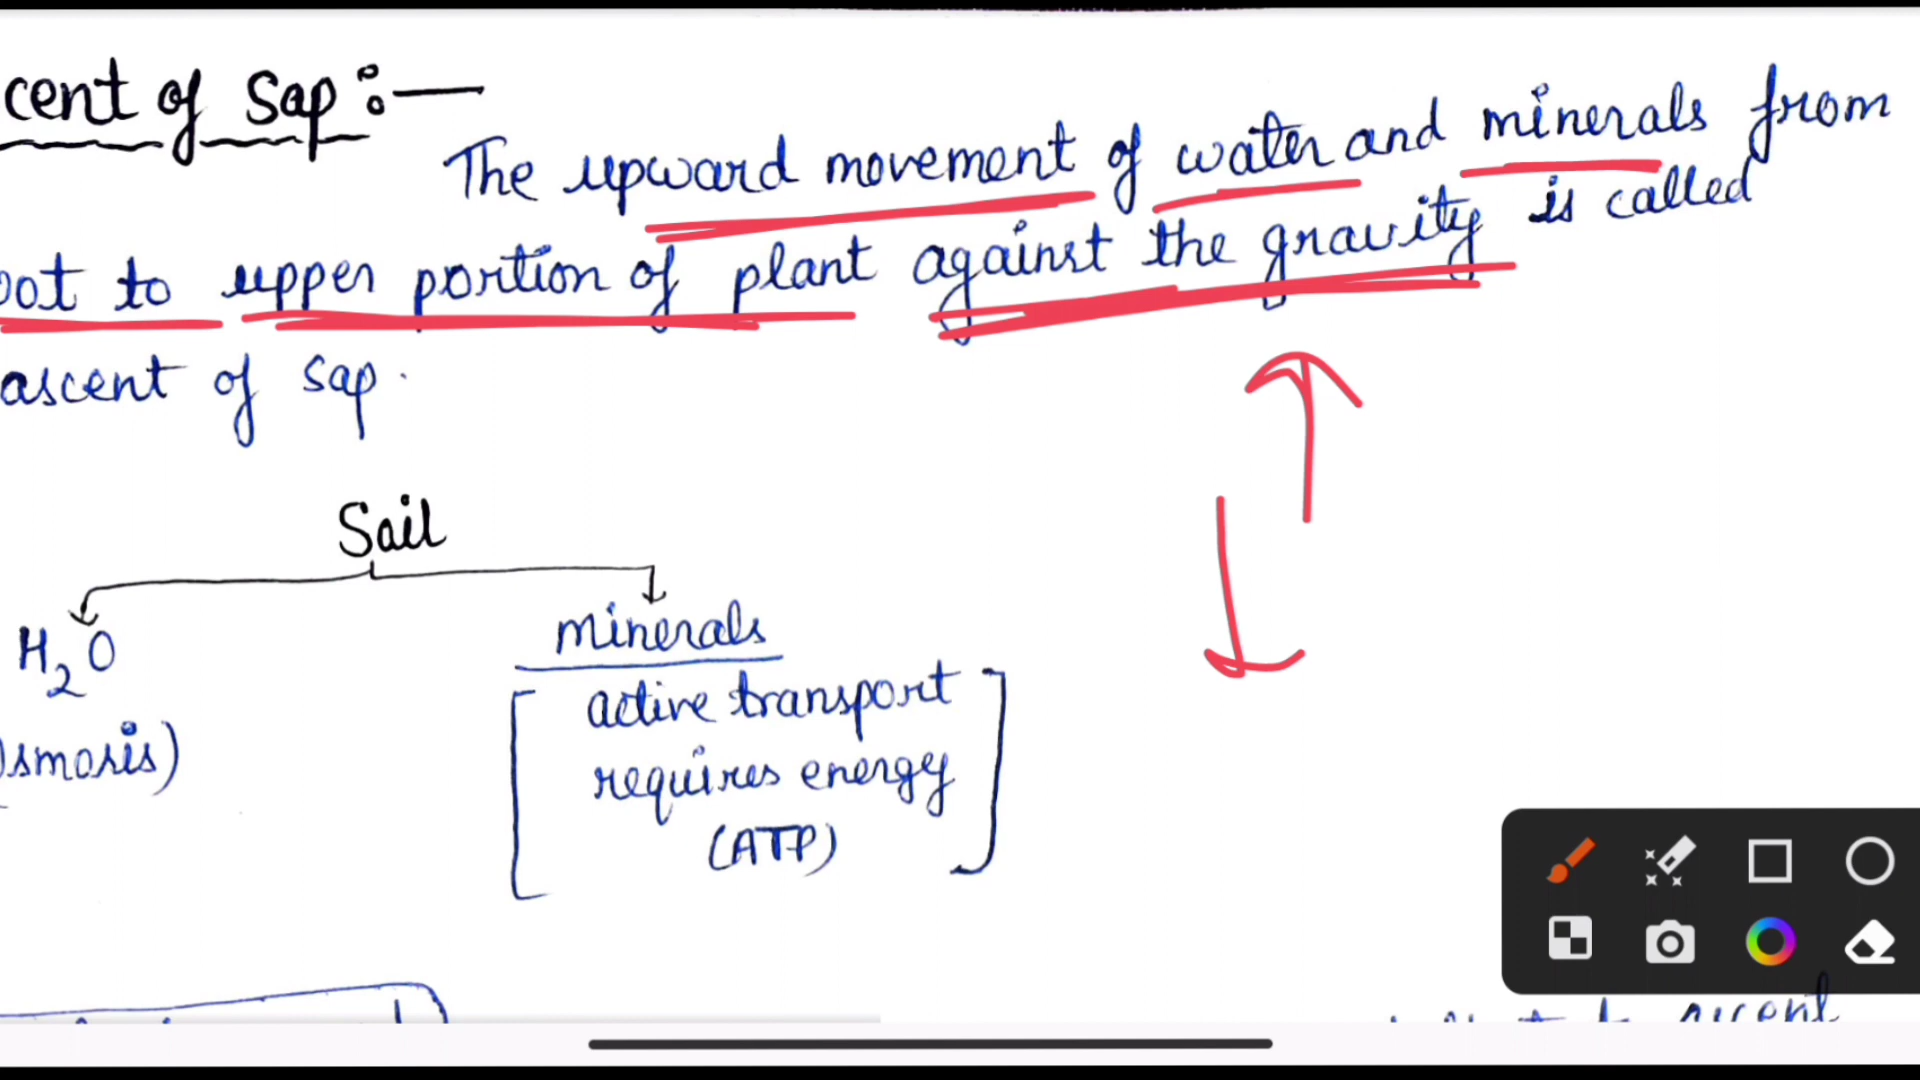 cent of Sap :—
The upward movement of water and minerals from
oot to upper portion of plant against the gravity is called
ascent of sap.
Sail
H2O
minerals
active transport
requires energy
(ATP)
Osmosis)